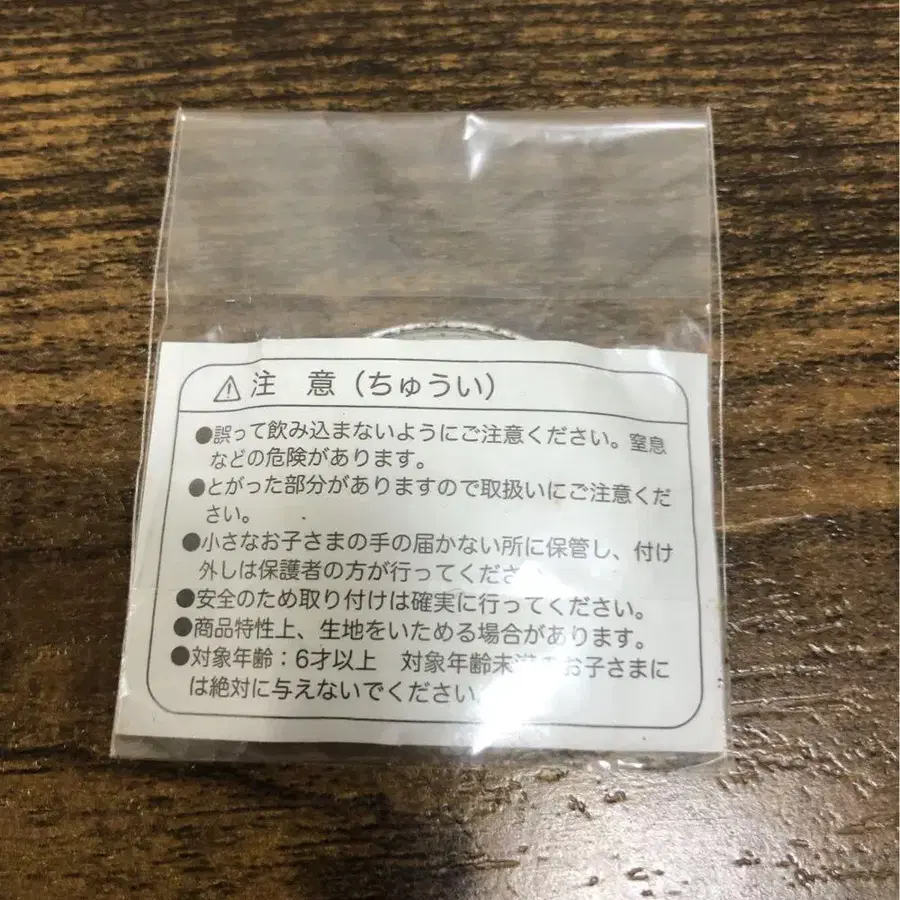 ⚠注 意（ちゅうい）
●誤って飲み込まないようにご注意ください。窒息
などの危険があります。
●とがった部分がありますので取扱いにご注意くだ
さい。
●小さなお子さまの手の届かない所に保管し、付け
外しは保護者の方が行ってくださ
●安全のため取り付けは確実に行ってください。
●商品特性上、生地をいためる場合があります。
●対象年齢：6才以上 対象年齢未満のお子さまに
は絶対に与えないでください。